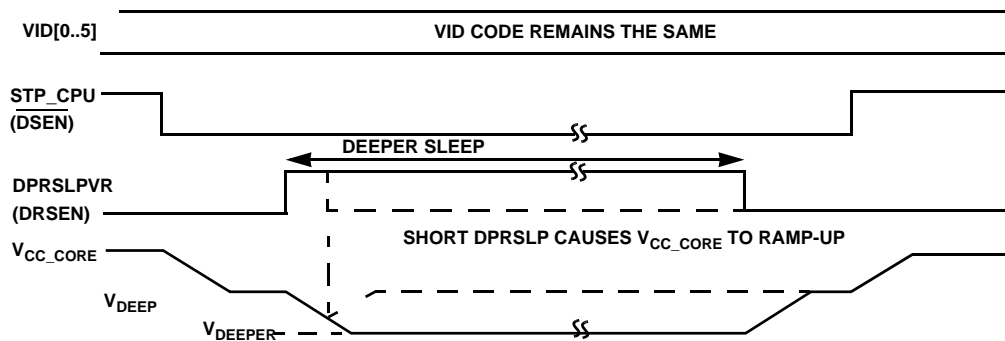 VID[0..5]
VID CODE REMAINS THE SAME
STP_CPU
(DSEN)
DEEPER SLEEP
DPRSLPVR
(DRSEN)
SHORT DPRSLP CAUSES VCC_CORE TO RAMP-UP
VCC_CORE
VDEEP
VDEEPER